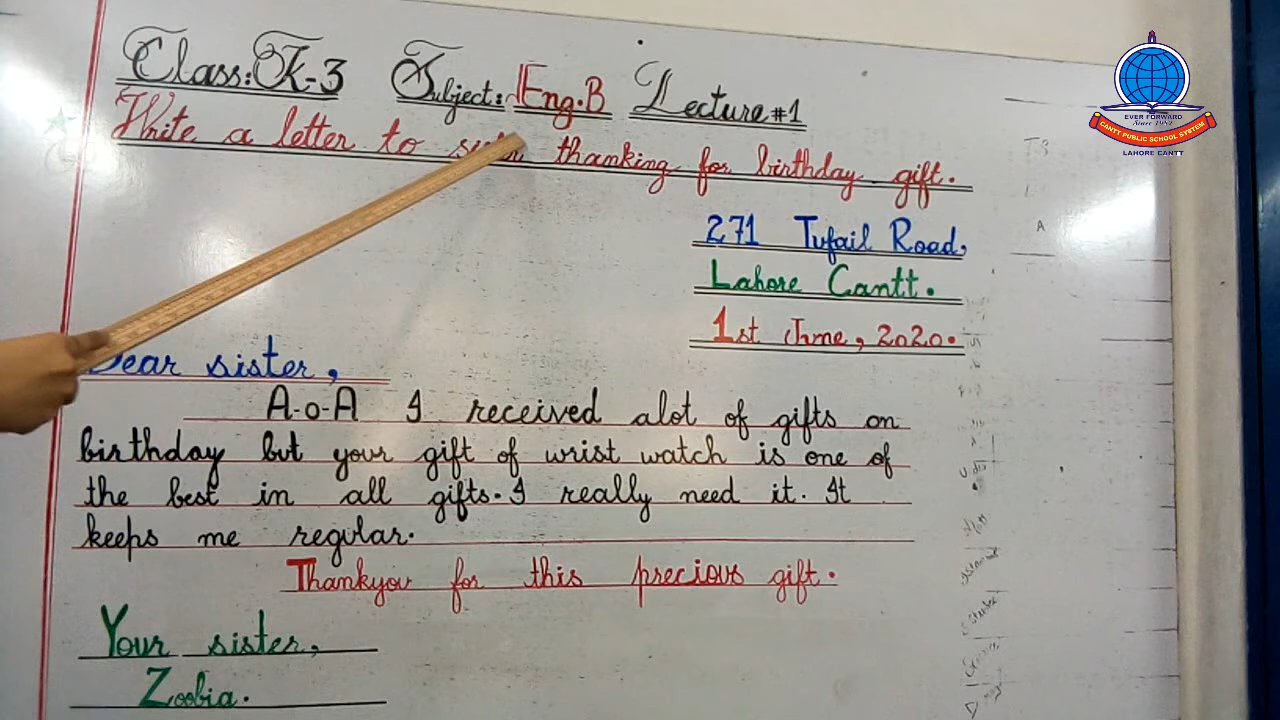 Class: K-3 Subject: Eng.B Lecture #1
Write a letter to thanking for birthday gift.
271 Tufail Road,
Lahore Cantt.
1st June, 2020.
Dear sister,
A-o-A I received alot of gifts on
birthday but your gift of wrist watch is one of
the best in all gifts. I really need it. It
keeps me regular.
Thankyou for this precious gift.
Your sister,
Zoobia.
EVER FORWARD
Since 1982
CANTT PUBLIC SCHOOL SYSTEM
LAHORE CANTT